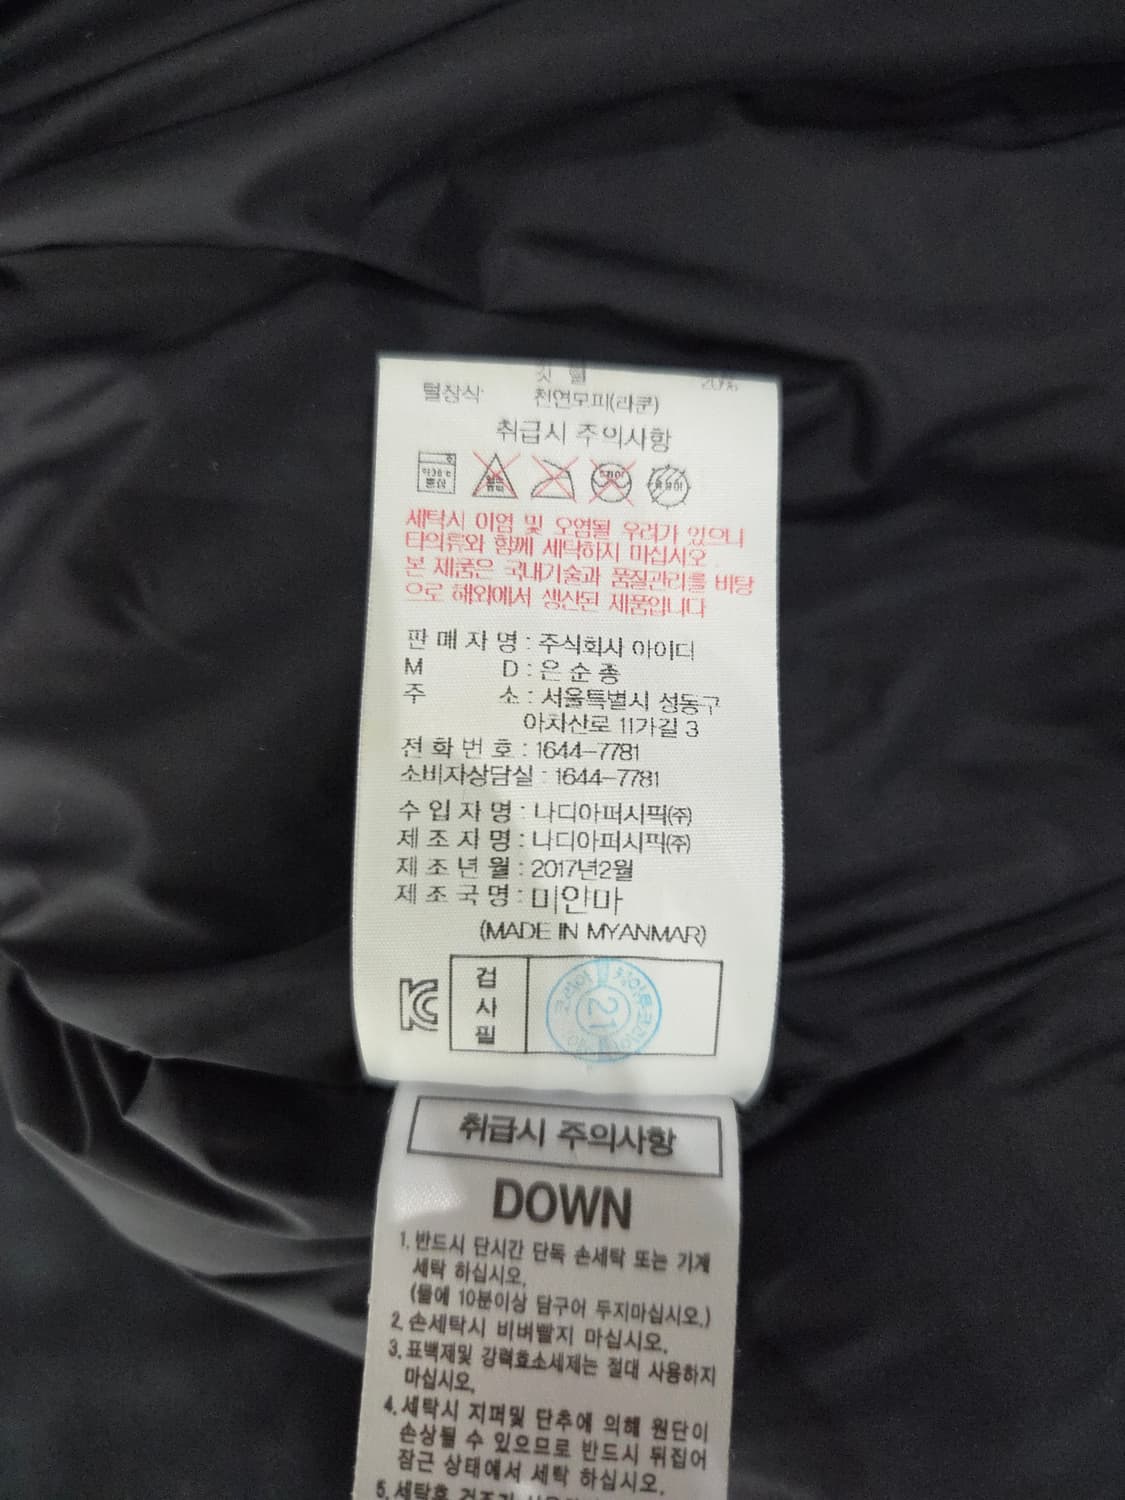 깃 털 20%
털장식 천연모피(라쿤)
취급시 주의사항
약30℃
중성
세탁시 이염 및 오염될 우려가 있으니
타의류와 함께 세탁하지 마십시오.
본 제품은 국내기술과 품질관리를 바탕
으로 해외에서 생산된 제품입니다
판 매 자 명 : 주식회사 아이디
M D : 은 순 종
주 소 : 서울특별시 성동구
아차산로 11가길 3
전 화 번 호 : 1644-7781
소비자상담실 : 1644-7781
수 입 자 명 : 나디아퍼시픽(주)
제 조 자 명 : 나디아퍼시픽(주)
제 조 년 월 : 2017년2월
제 조 국 명 : 미얀마
(MADE IN MYANMAR)
검
사
필
21
취급시 주의사항
DOWN
1. 반드시 단시간 단독 손세탁 또는 기계
세탁 하십시오.
(물에 10분이상 담구어 두지마십시오.)
2. 손세탁시 비벼빨지 마십시오.
3. 표백제및 강력효소세제는 절대 사용하지
마십시오.
4. 세탁시 지퍼및 단추에 의해 원단이
손상될 수 있으므로 반드시 뒤집어
잠근 상태에서 세탁 하십시오.
5. 세탁후